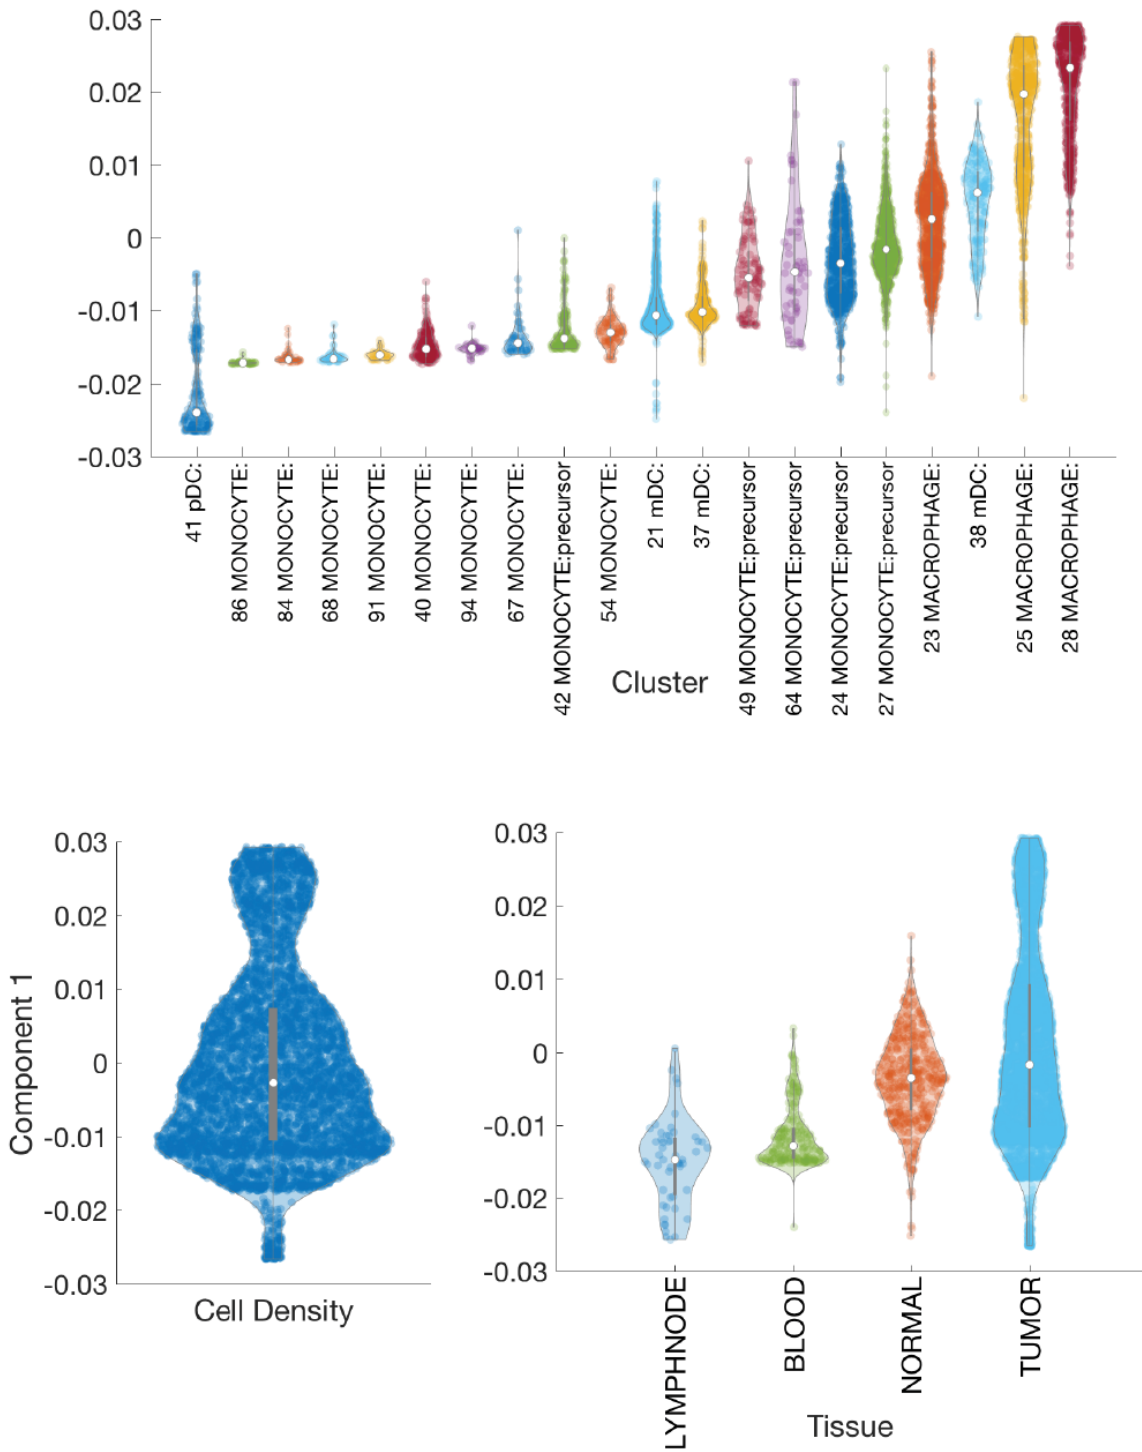 0.03
0.02
0.01
0
-0.01
-0.02
-0.03
41 pDC:
86 MONOCYTE:
84 MONOCYTE:
68 MONOCYTE:
91 MONOCYTE:
40 MONOCYTE:
94 MONOCYTE:
67 MONOCYTE:
42 MONOCYTE:precursor
54 MONOCYTE:
21 mDC:
37 mDC:
49 MONOCYTE:precursor
64 MONOCYTE:precursor
24 MONOCYTE:precursor
27 MONOCYTE:precursor
23 MACROPHAGE:
38 mDC:
25 MACROPHAGE:
28 MACROPHAGE:
Cluster
Component 1
0.03
0.02
0.01
0
-0.01
-0.02
-0.03
Cell Density
0.03
0.02
0.01
0
-0.01
-0.02
-0.03
LYMPHNODE
BLOOD
NORMAL
TUMOR
Tissue